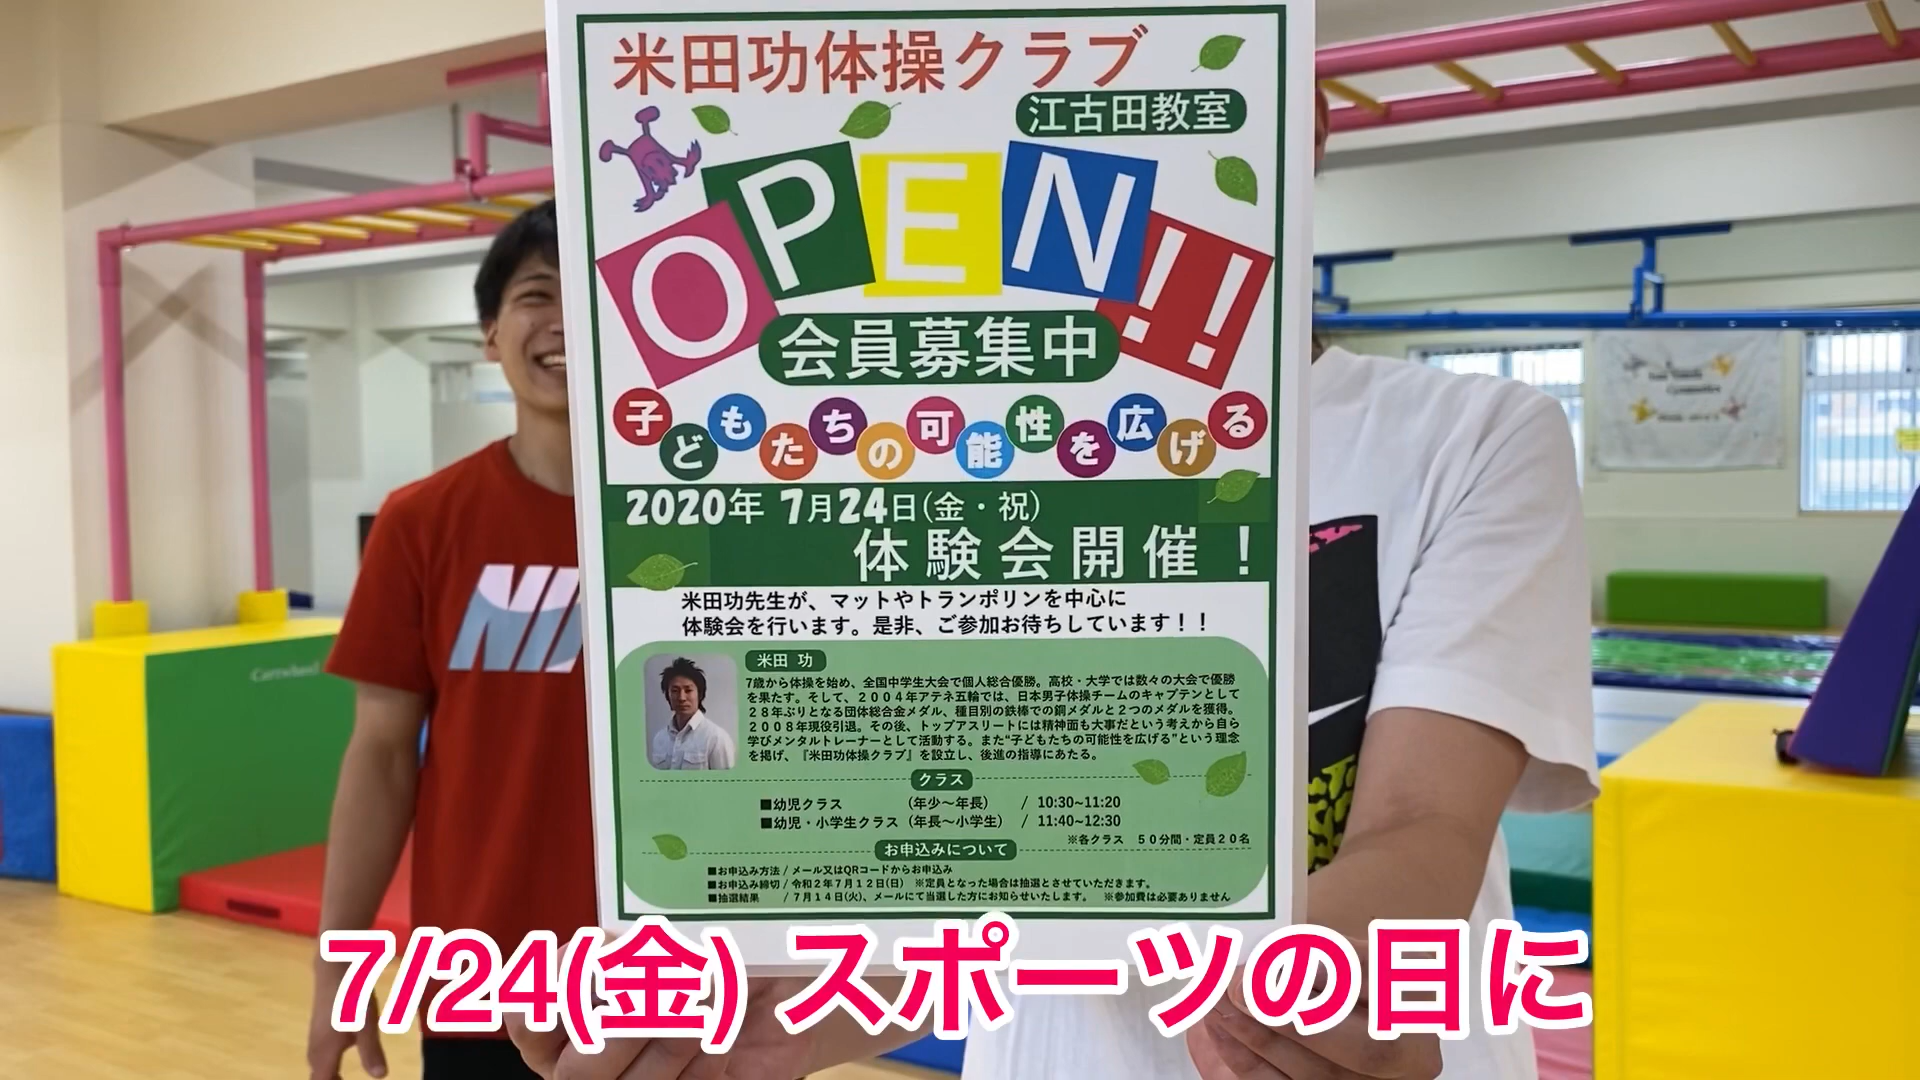 米田功体操クラブ
江古田教室
OPEN!!
会員募集中
子どもたちの可能性を広げる
2020年 7月24日(金・祝)
体験会開催！
米田功先生が、マットやトランポリンを中心に
体験会を行います。是非、ご参加お待ちしています！！
米田 功
7歳から体操を始め、全国中学生大会で個人総合優勝。高校・大学では数々の大会で優勝
を果たす。そして、２００４年アテネ五輪では、日本男子体操チームのキャプテンとして
２８年ぶりとなる団体総合金メダル、種目別の鉄棒での銅メダルと２つのメダルを獲得。
２００８年現役引退。その後、トップアスリートには精神面も大事だという考えから自ら
学びメンタルトレーナーとして活動する。また“子どもたちの可能性を広げる”という理念
を掲げ、『米田功体操クラブ』を設立し、後進の指導にあたる。
クラス
■幼児クラス （年少～年長） / 10:30~11:20
■幼児・小学生クラス（年長～小学生） / 11:40~12:30
※各クラス ５０分間・定員２０名
お申込みについて
■お申込み方法 / メール又はQRコードからお申込み
■お申込み締切 / 令和２年７月１２日(日) ※定員となった場合は抽選とさせていただきます。
■抽選結果 / ７月１４日(火)、メールにて当選した方にお知らせいたします。 ※参加費は必要ありません
Cartwheel
NI
7/24(金) スポーツの日に